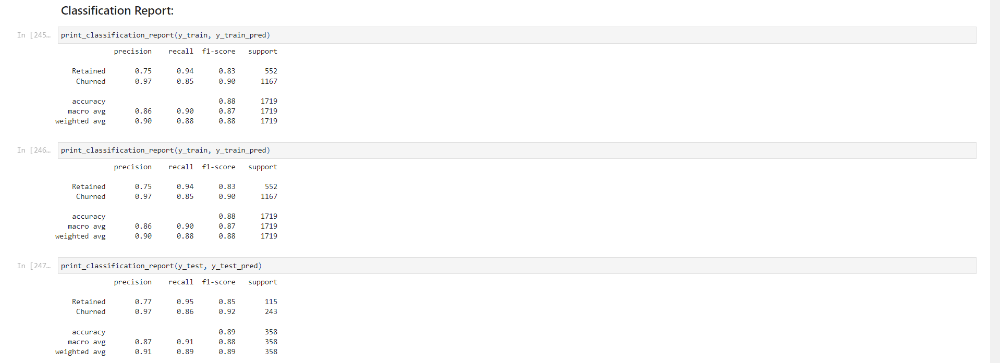 Classification Report:
In [245… print_classification_report(y_train, y_train_pred)
precision recall f1-score support
Retained 0.75 0.94 0.83 552
Churned 0.97 0.85 0.90 1167
accuracy 0.88 1719
macro avg 0.86 0.90 0.87 1719
weighted avg 0.90 0.88 0.88 1719
In [246… print_classification_report(y_train, y_train_pred)
precision recall f1-score support
Retained 0.75 0.94 0.83 552
Churned 0.97 0.85 0.90 1167
accuracy 0.88 1719
macro avg 0.86 0.90 0.87 1719
weighted avg 0.90 0.88 0.88 1719
In [247… print_classification_report(y_test, y_test_pred)
precision recall f1-score support
Retained 0.77 0.95 0.85 115
Churned 0.97 0.86 0.92 243
accuracy 0.89 358
macro avg 0.87 0.91 0.88 358
weighted avg 0.91 0.89 0.89 358